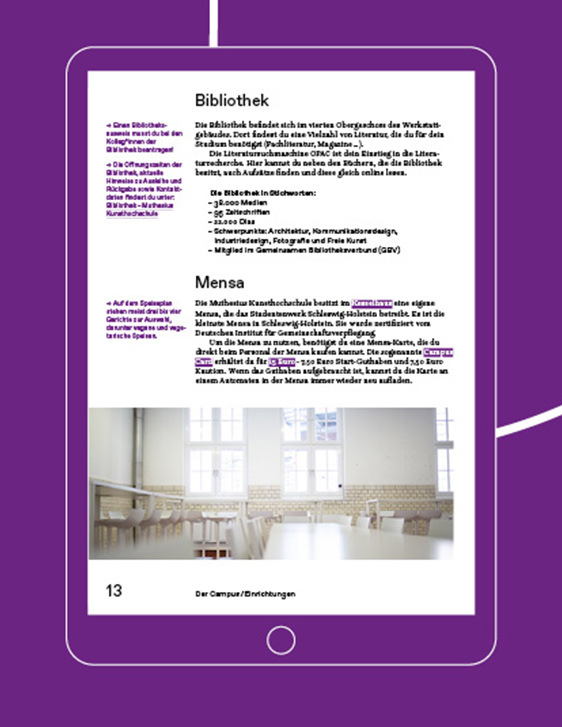 Bibliothek
→ Einen Bibliotheks-
ausweis musst du bei den
Kolleg*innen der
Bibliothek beantragen!
→ Die Öffnungszeiten der
Bibliothek, aktuelle
Hinweise zu Ausleihe und
Rückgabe sowie Kontakt-
daten findest du unter:
Bibliothek – Muthesius
Kunsthochschule
Die Bibliothek befindet sich im vierten Obergeschoss des Werkstatt-
gebäudes. Dort findest du eine Vielzahl von Literatur, die du für dein
Studium benötigst (Fachliteratur, Magazine …).
Die Literatursuchmaschine OPAC ist dein Einstieg in die Litera-
turrecherche. Hier kannst du neben den Büchern, die die Bibliothek
besitzt, auch Aufsätze finden und diese gleich online lesen.
Die Bibliothek in Stichworten:
– 38.000 Medien
– 95 Zeitschriften
– 22.000 Dias
– Schwerpunkte: Architektur, Kommunikationsdesign,
Industriedesign, Fotografie und Freie Kunst
– Mitglied im Gemeinsamen Bibliotheksverbund (GBV)
Mensa
→ Auf dem Speiseplan
stehen meist drei bis vier
Gerichte zur Auswahl,
darunter vegane und vege-
tarische Speisen.
Die Muthesius Kunsthochschule besitzt im Kesselhaus eine eigene
Mensa, die das Studentenwerk Schleswig-Holstein betreibt. Es ist die
kleinste Mensa in Schleswig-Holstein. Sie wurde zertifiziert vom
Deutschen Institut für Gemeinschaftsverpflegung.
Um die Mensa zu nutzen, benötigst du eine Mensa-Karte, die du
direkt beim Personal der Mensa kaufen kannst. Die sogenannte Campus
Card erhältst du für 15 Euro – 7,50 Euro Start-Guthaben und 7,50 Euro
Kaution. Wenn das Guthaben aufgebraucht ist, kannst du die Karte an
einem Automaten in der Mensa immer wieder neu aufladen.
13
Der Campus/Einrichtungen